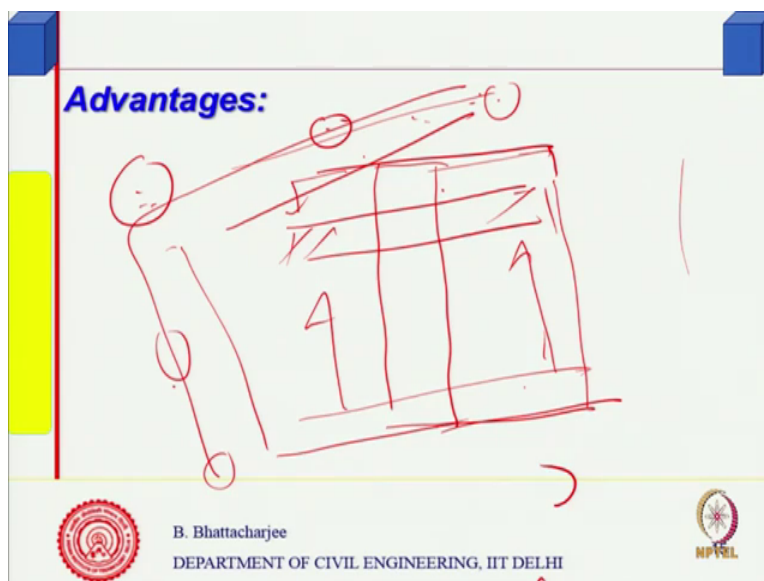 Advantages:
B. Bhattacharjee
DEPARTMENT OF CIVIL ENGINEERING, IIT DELHI
NPTEL